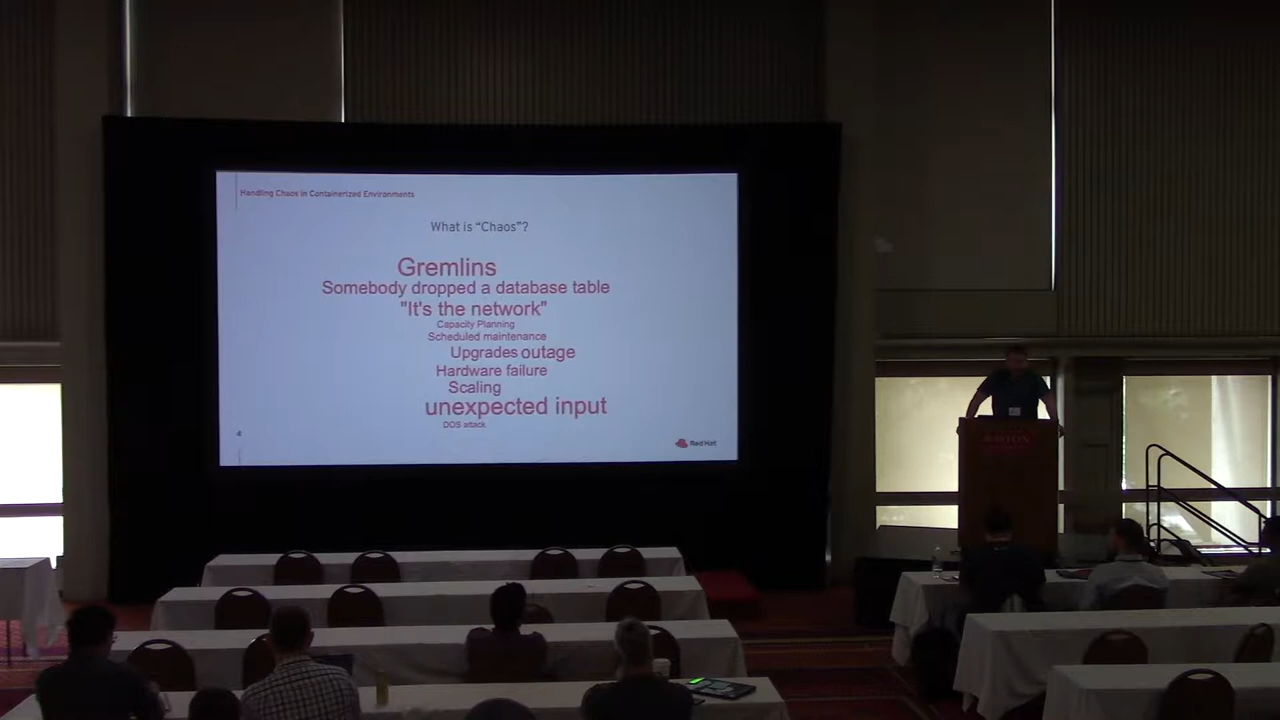 Handling Chaos in Containerized Environments
What is “Chaos”?
Gremlins
Somebody dropped a database table
"It's the network"
Capacity Planning
Scheduled maintenance
Upgrades outage
Hardware failure
Scaling
unexpected input
DOS attack
4
Red Hat